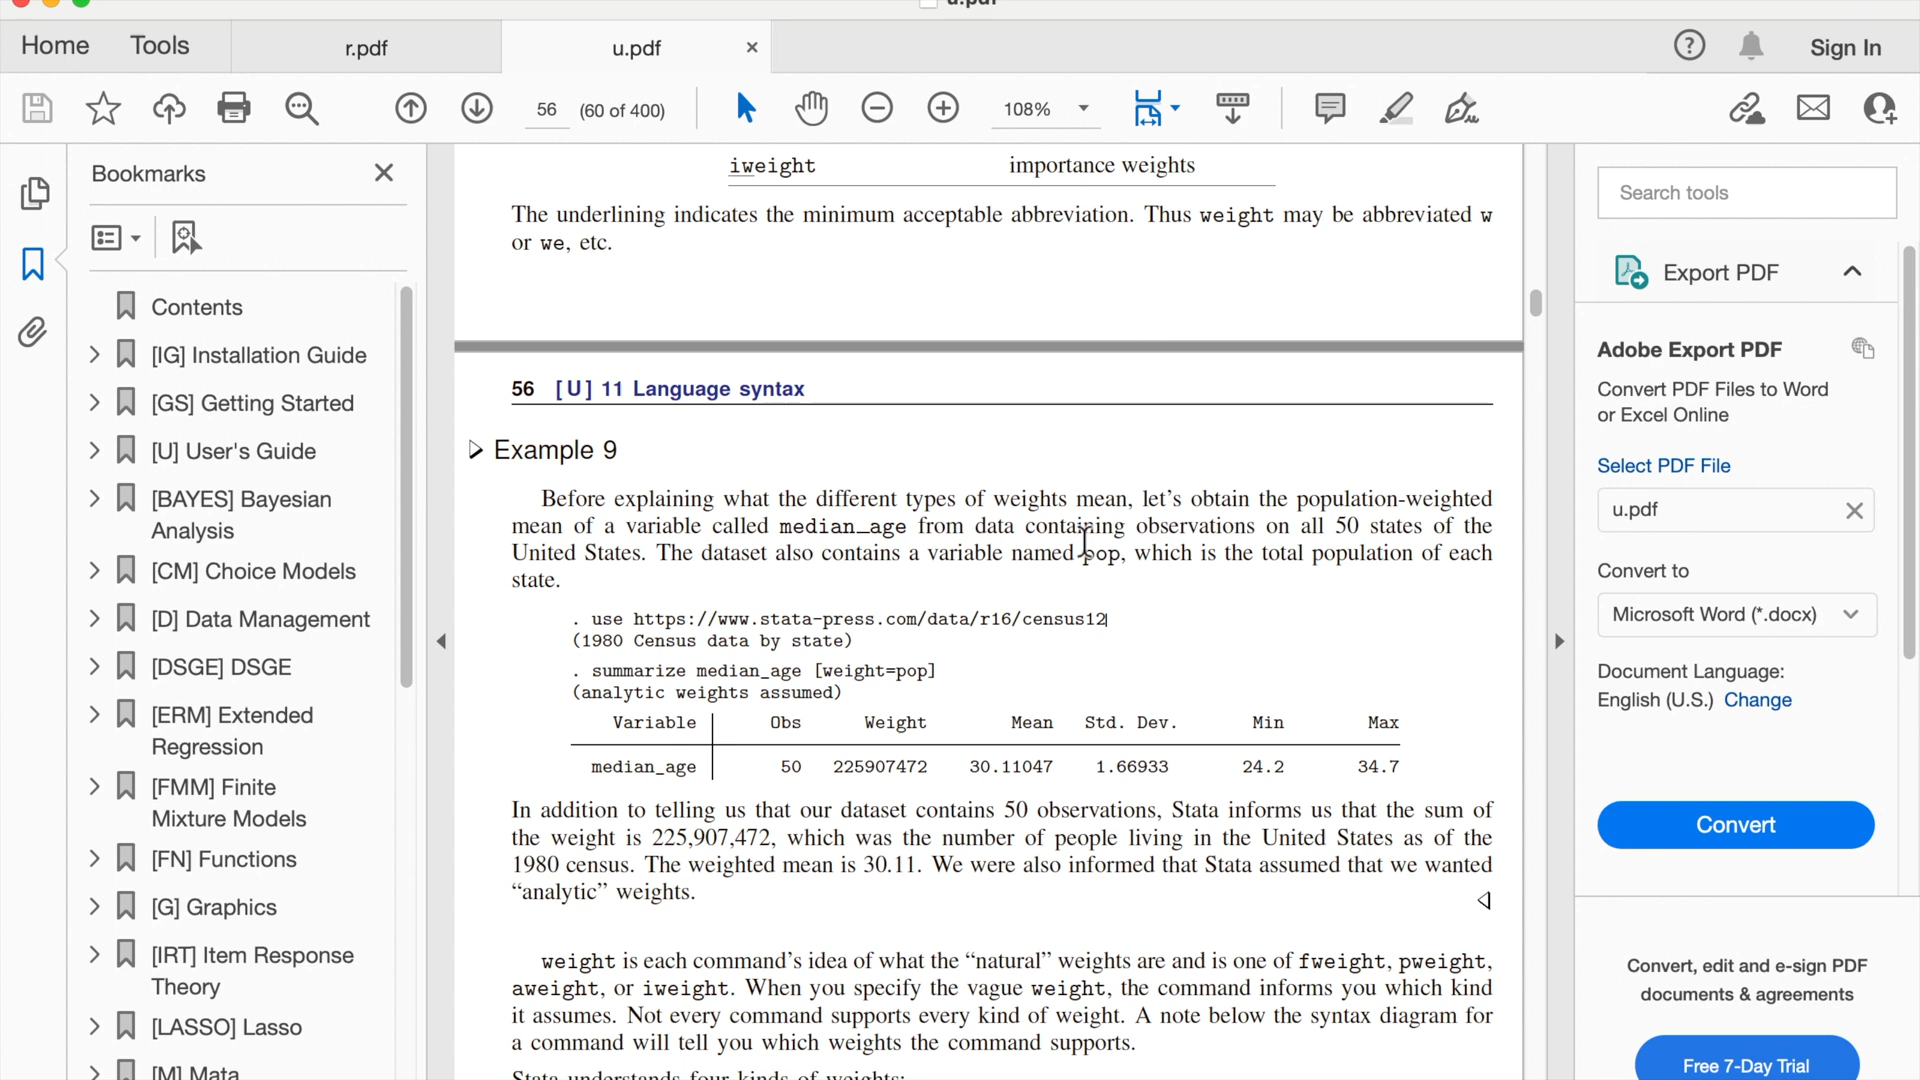 u.pdf
Home
Tools
r.pdf
u.pdf
Sign In
56
(60 of 400)
108%
Bookmarks
Contents
[IG] Installation Guide
[GS] Getting Started
[U] User's Guide
[BAYES] Bayesian
Analysis
[CM] Choice Models
[D] Data Management
[DSGE] DSGE
[ERM] Extended
Regression
[FMM] Finite
Mixture Models
[FN] Functions
[G] Graphics
[IRT] Item Response
Theory
[LASSO] Lasso
[M] Mata
iweight importance weights
The underlining indicates the minimum acceptable abbreviation. Thus weight may be abbreviated w
or we, etc.
56 [U] 11 Language syntax
Example 9
Before explaining what the different types of weights mean, let's obtain the population-weighted
mean of a variable called median_age from data containing observations on all 50 states of the
United States. The dataset also contains a variable named pop, which is the total population of each
state.
. use https://www.stata-press.com/data/r16/census12
(1980 Census data by state)
. summarize median_age [weight=pop]
(analytic weights assumed)
Variable Obs Weight Mean Std. Dev. Min Max
median_age 50 225907472 30.11047 1.66933 24.2 34.7
In addition to telling us that our dataset contains 50 observations, Stata informs us that the sum of
the weight is 225,907,472, which was the number of people living in the United States as of the
1980 census. The weighted mean is 30.11. We were also informed that Stata assumed that we wanted
“analytic” weights.
weight is each command's idea of what the “natural” weights are and is one of fweight, pweight,
aweight, or iweight. When you specify the vague weight, the command informs you which kind
it assumes. Not every command supports every kind of weight. A note below the syntax diagram for
a command will tell you which weights the command supports.
Stata understands four kinds of weights:
Search tools
Export PDF
Adobe Export PDF
Convert PDF Files to Word
or Excel Online
Select PDF File
u.pdf
Convert to
Microsoft Word (*.docx)
Document Language:
English (U.S.) Change
Convert
Convert, edit and e-sign PDF
documents & agreements
Free 7-Day Trial